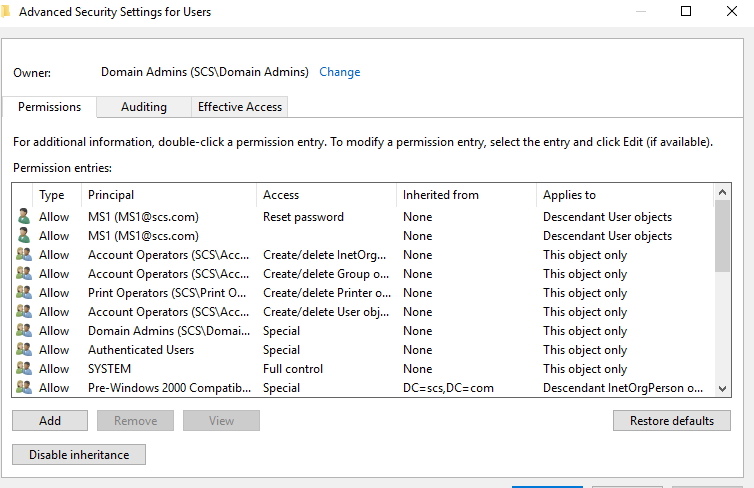 Advanced Security Settings for Users
Owner: Domain Admins (SCS\Domain Admins) Change
Permissions Auditing Effective Access
For additional information, double-click a permission entry. To modify a permission entry, select the entry and click Edit (if available).
Permission entries:
Type Principal Access Inherited from Applies to
Allow MS1 (MS1@scs.com) Reset password None Descendant User objects
Allow MS1 (MS1@scs.com) None Descendant User objects
Allow Account Operators (SCS\Acc... Create/delete InetOrg... None This object only
Allow Account Operators (SCS\Acc... Create/delete Group o... None This object only
Allow Print Operators (SCS\Print O... Create/delete Printer o... None This object only
Allow Account Operators (SCS\Acc... Create/delete User obj... None This object only
Allow Domain Admins (SCS\Domai... Special None This object only
Allow Authenticated Users Special None This object only
Allow SYSTEM Full control None This object only
Allow Pre-Windows 2000 Compatib... Special DC=scs,DC=com Descendant InetOrgPerson o...
Add Remove View Restore defaults
Disable inheritance